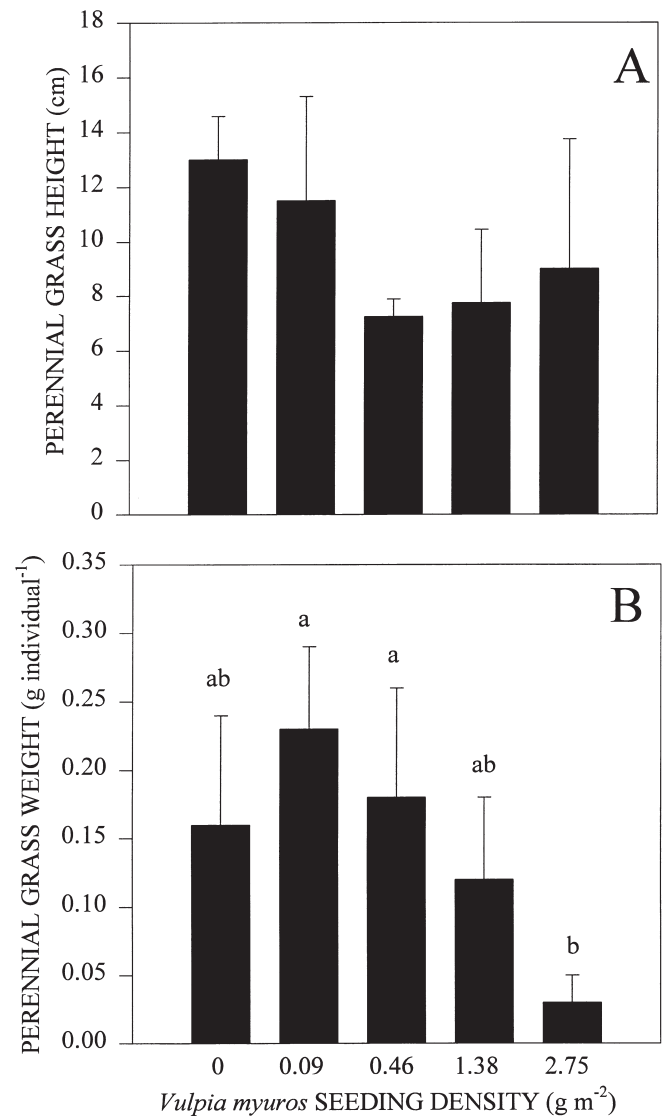 A
PERENNIAL GRASS HEIGHT (cm)
18
16
14
12
10
8
6
4
2
0
B
PERENNIAL GRASS WEIGHT (g individual⁻¹)
0.35
0.30
0.25
0.20
0.15
0.10
0.05
0.00
ab
a
a
ab
b
0 0.09 0.46 1.38 2.75
Vulpia myuros SEEDING DENSITY (g m⁻²)